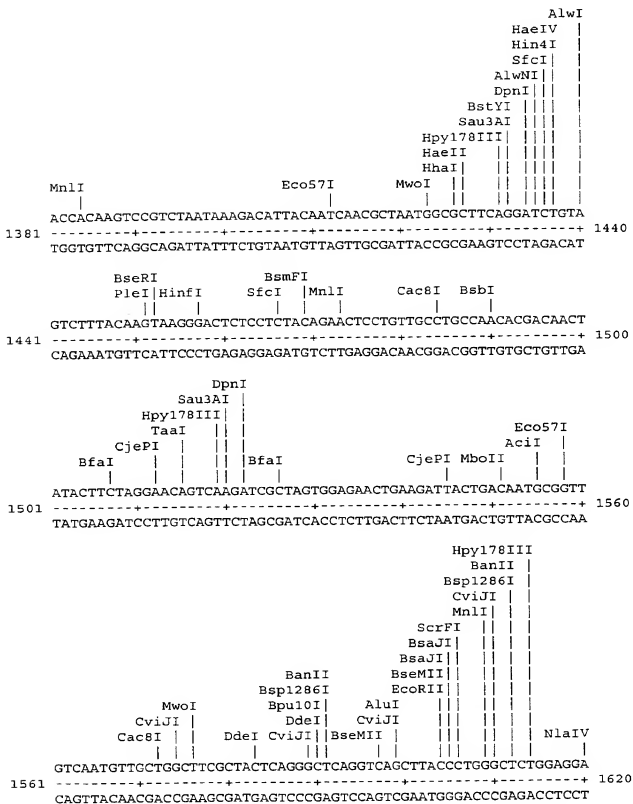 AlwI
HaeIV
Hin4I
SfcI
AlwNI
DpnI
BstYI
Sau3AI
Hpy178III
HaeII
HhaI
MnlI Eco57I MwoI
ACCACAAGTCCGTCTAATAAAGACATTACAATCAACGCTAATGGCGCTTCAGGATCTGTA
1381 ---------+---------+---------+---------+---------+---------+ 1440
TGGTGTTCAGGCAGATTATTTCTGTAATGTTAGTTGCGATTACCGCGAAGTCCTAGACAT
BseRI BsmFI
PleI HinfI SfcI MnlI Cac8I BsbI
GTCTTTACAAGTAAGGGACTCTCCTCTACAGAACTCCTGTTGCCTGCCAACACGACAACT
1441 ---------+---------+---------+---------+---------+---------+ 1500
CAGAAATGTTCATTCCCTGAGAGGAGATGTCTTGAGGACAACGGACGGTTGTGCTGTTGA
DpnI
Sau3AI
Hpy178III
TaaI Eco57I
CjePI AciI
BfaI BfaI CjePI MboII
ATACTTCTAGGAACAGTCAAGATCGCTAGTGGAGAACTGAAGATTACTGACAATGCGGTT
1501 ---------+---------+---------+---------+---------+---------+ 1560
TATGAAGATCCTTGTCAGTTCTAGCGATCACCTCTTGACTTCTAATGACTGTTACGCCAA
Hpy178III
BanII
Bsp1286I
CviJI
MnlI
ScrFI
BsaJI
BanII BsaJI
Bsp1286I BseMII
MwoI Bpu10I AluI EcoRII
CviJI DdeI CviJI
Cac8I DdeI CviJI BseMII NlaIV
GTCAATGTTGCTGGCTTCGCTACTCAGGGCTCAGGTCAGCTTACCCTGGGCTCTGGAGGA
1561 ---------+---------+---------+---------+---------+---------+ 1620
CAGTTACAACGACCGAAGCGATGAGTCCCGAGTCCAGTCGAATGGGACCCGAGACCTCCT